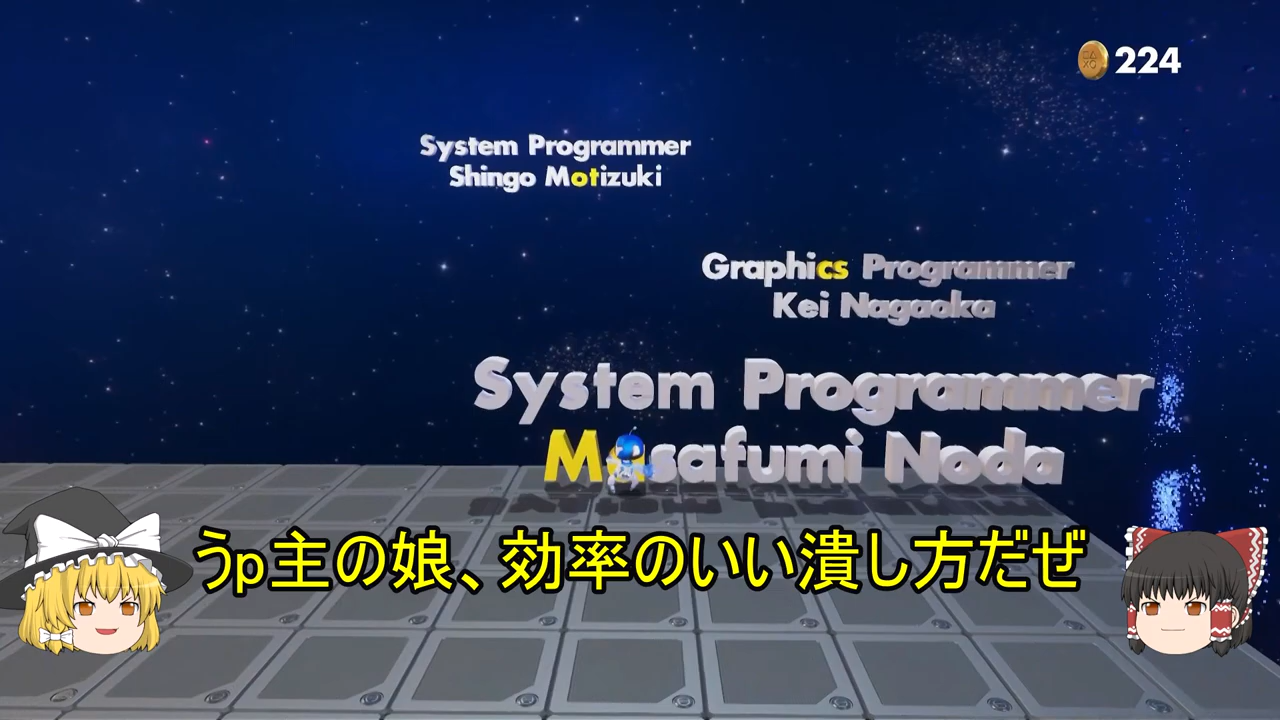 224
System Programmer
Shingo Motizuki
Graphics Programmer
Kei Nagaoka
System Programmer
Masafumi Noda
うp主の娘、効率のいい潰し方だぜ